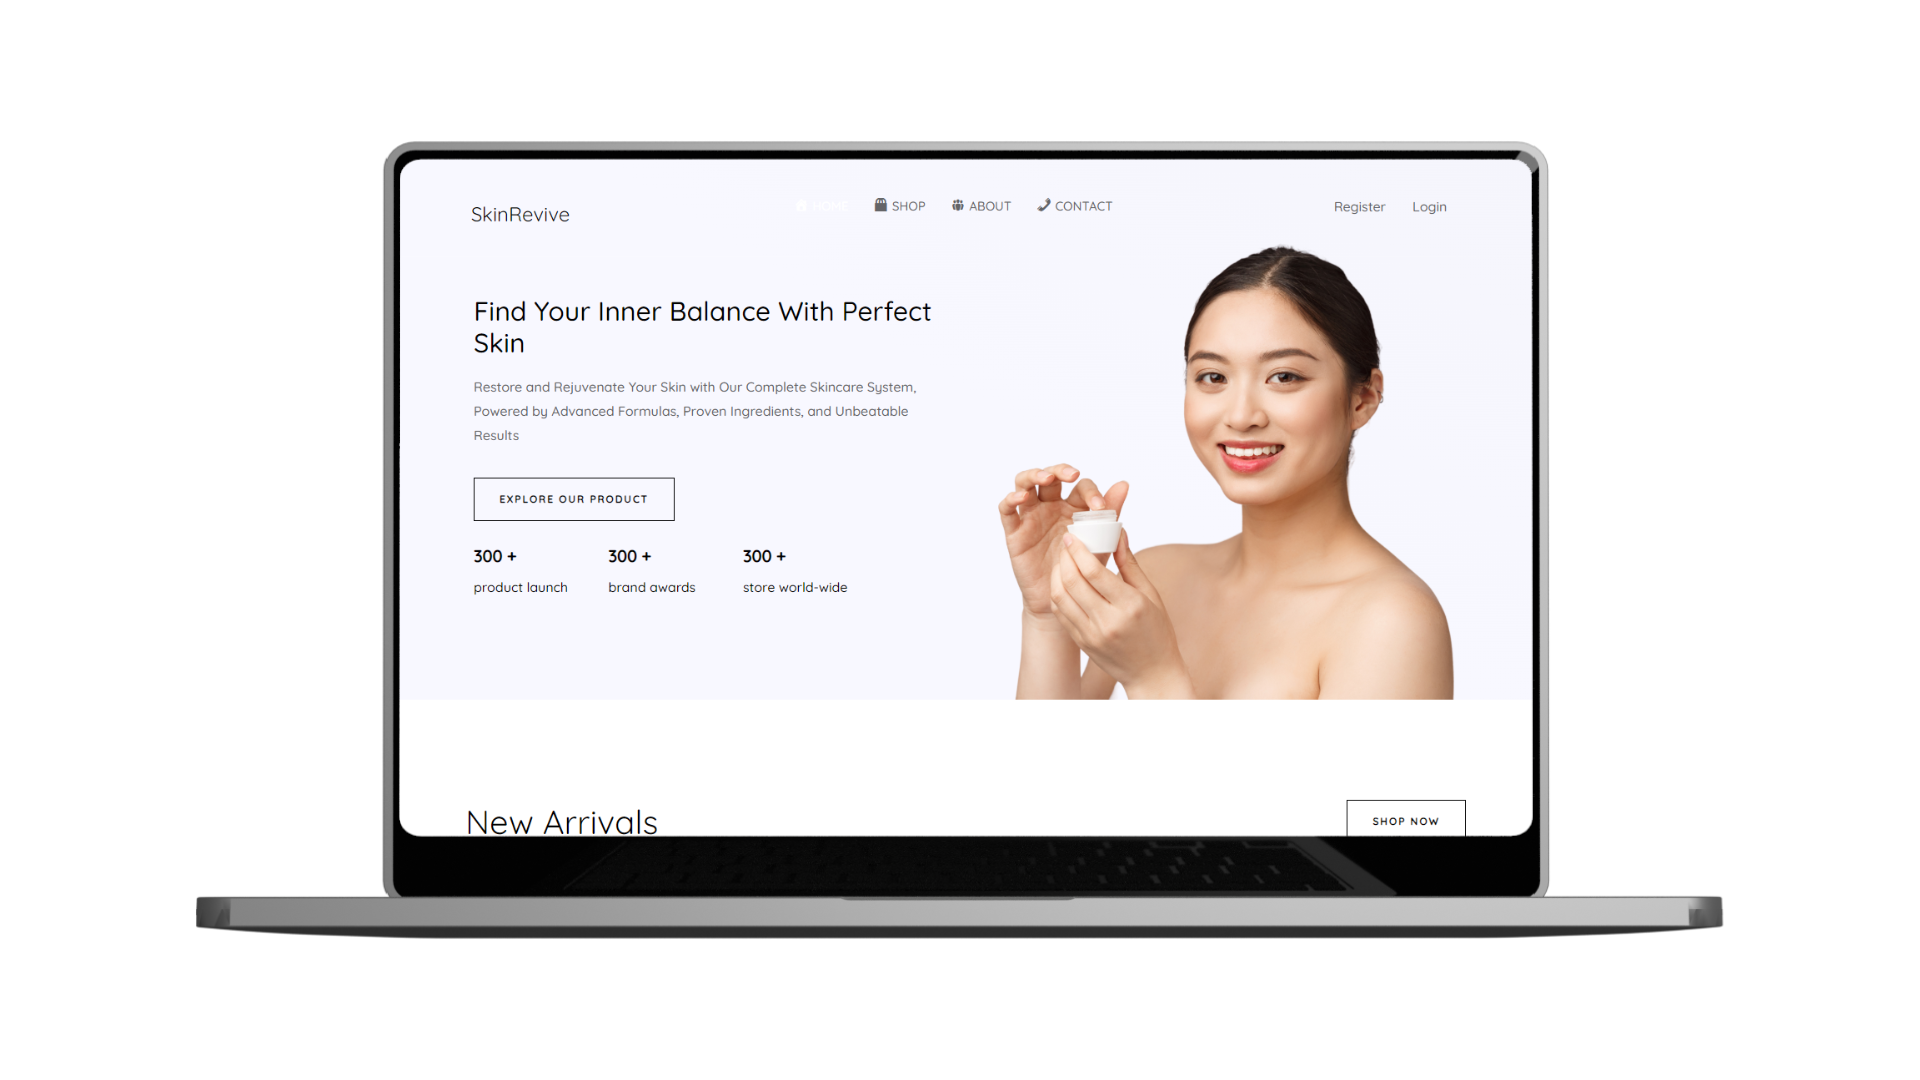 SkinRevive
HOME
SHOP
ABOUT
CONTACT
Register
Login
Find Your Inner Balance With Perfect
Skin
Restore and Rejuvenate Your Skin with Our Complete Skincare System,
Powered by Advanced Formulas, Proven Ingredients, and Unbeatable
Results
EXPLORE OUR PRODUCT
300 +
product launch
300 +
brand awards
300 +
store world-wide
New Arrivals
SHOP NOW